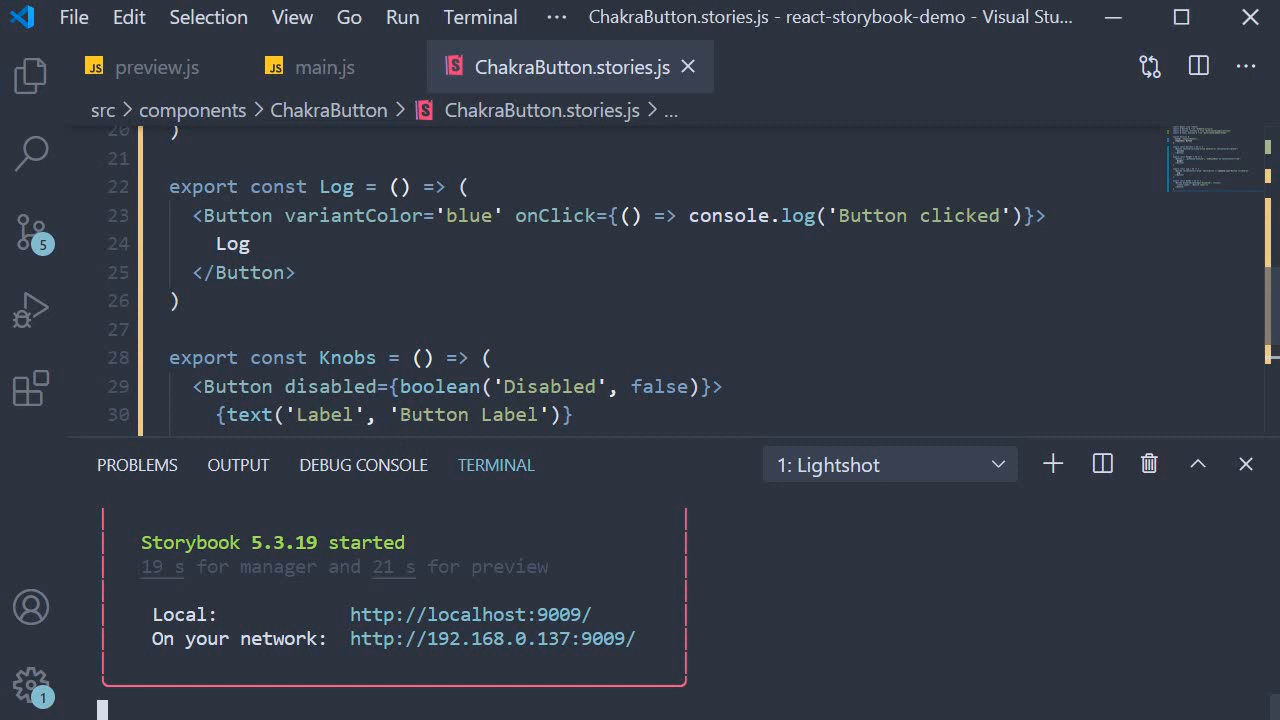 File Edit Selection View Go Run Terminal ··· ChakraButton.stories.js - react-storybook-demo - Visual Stu...
JS preview.js JS main.js ChakraButton.stories.js
src > components > ChakraButton > ChakraButton.stories.js > ...
20 )
21
22 export const Log = () => (
23 <Button variantColor='blue' onClick={() => console.log('Button clicked')}>
24 Log
25 </Button>
26 )
27
28 export const Knobs = () => (
29 <Button disabled={boolean('Disabled', false)}>
30 {text('Label', 'Button Label')}
5
PROBLEMS OUTPUT DEBUG CONSOLE TERMINAL 1: Lightshot
Storybook 5.3.19 started
19 s for manager and 21 s for preview
Local: http://localhost:9009/
On your network: http://192.168.0.137:9009/
1